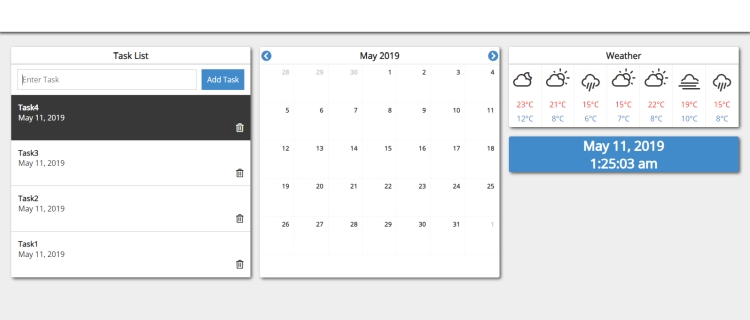 Task List
Enter Task
Add Task
Task4
May 11, 2019
Task3
May 11, 2019
Task2
May 11, 2019
Task1
May 11, 2019
May 2019
28 29 30 1 2 3 4
5 6 7 8 9 10 11
12 13 14 15 16 17 18
19 20 21 22 23 24 25
26 27 28 29 30 31 1
Weather
23°C 21°C 15°C 15°C 22°C 19°C 15°C
12°C 8°C 6°C 7°C 8°C 10°C 8°C
May 11, 2019
1:25:03 am